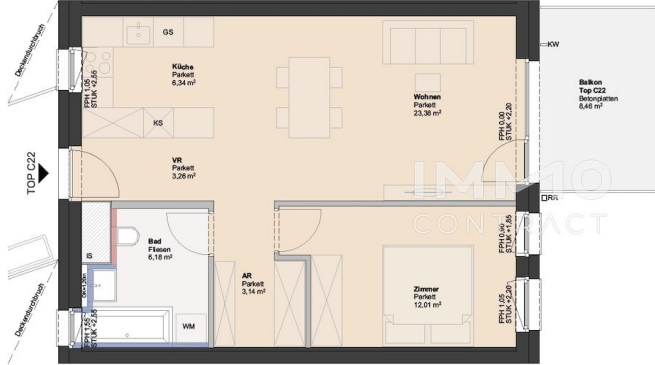 Deckendurchbruch
GS
KW
Küche
Parkett
6,34 m²
FPH 1,05
STUK +2,55
Wohnen
Parkett
23,38 m²
Balkon
Top C22
Betonplatten
8,46 m²
KS
FPH 0,00
STUK +2,20
VR
Parkett
3,26 m²
TOP C22
IMMO
CONTRACT
RR
Bad
Fliesen
6,18 m²
IS
FPH 0,90
STUK +1,85
AR
Parkett
3,14 m²
Zimmer
Parkett
12,01 m²
FPH 1,05
STUK +2,20
Deckendurchbruch
FPH 1,55
STUK +2,55
WM